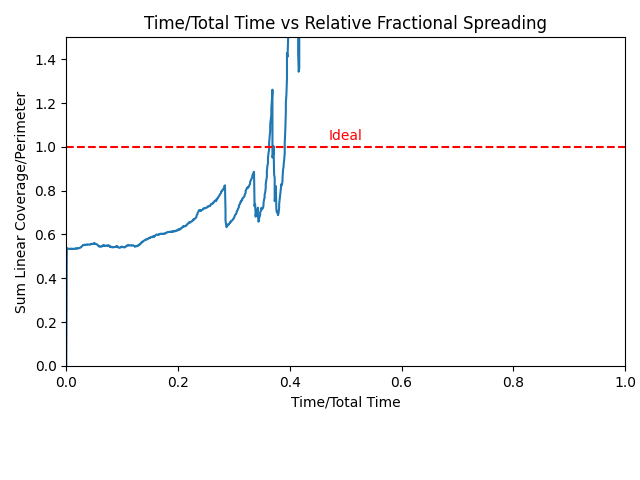 Time/Total Time vs Relative Fractional Spreading
Sum Linear Coverage/Perimeter
1.4
1.2
1.0
0.8
0.6
0.4
0.2
0.0
Ideal
0.0 0.2 0.4 0.6 0.8 1.0
Time/Total Time